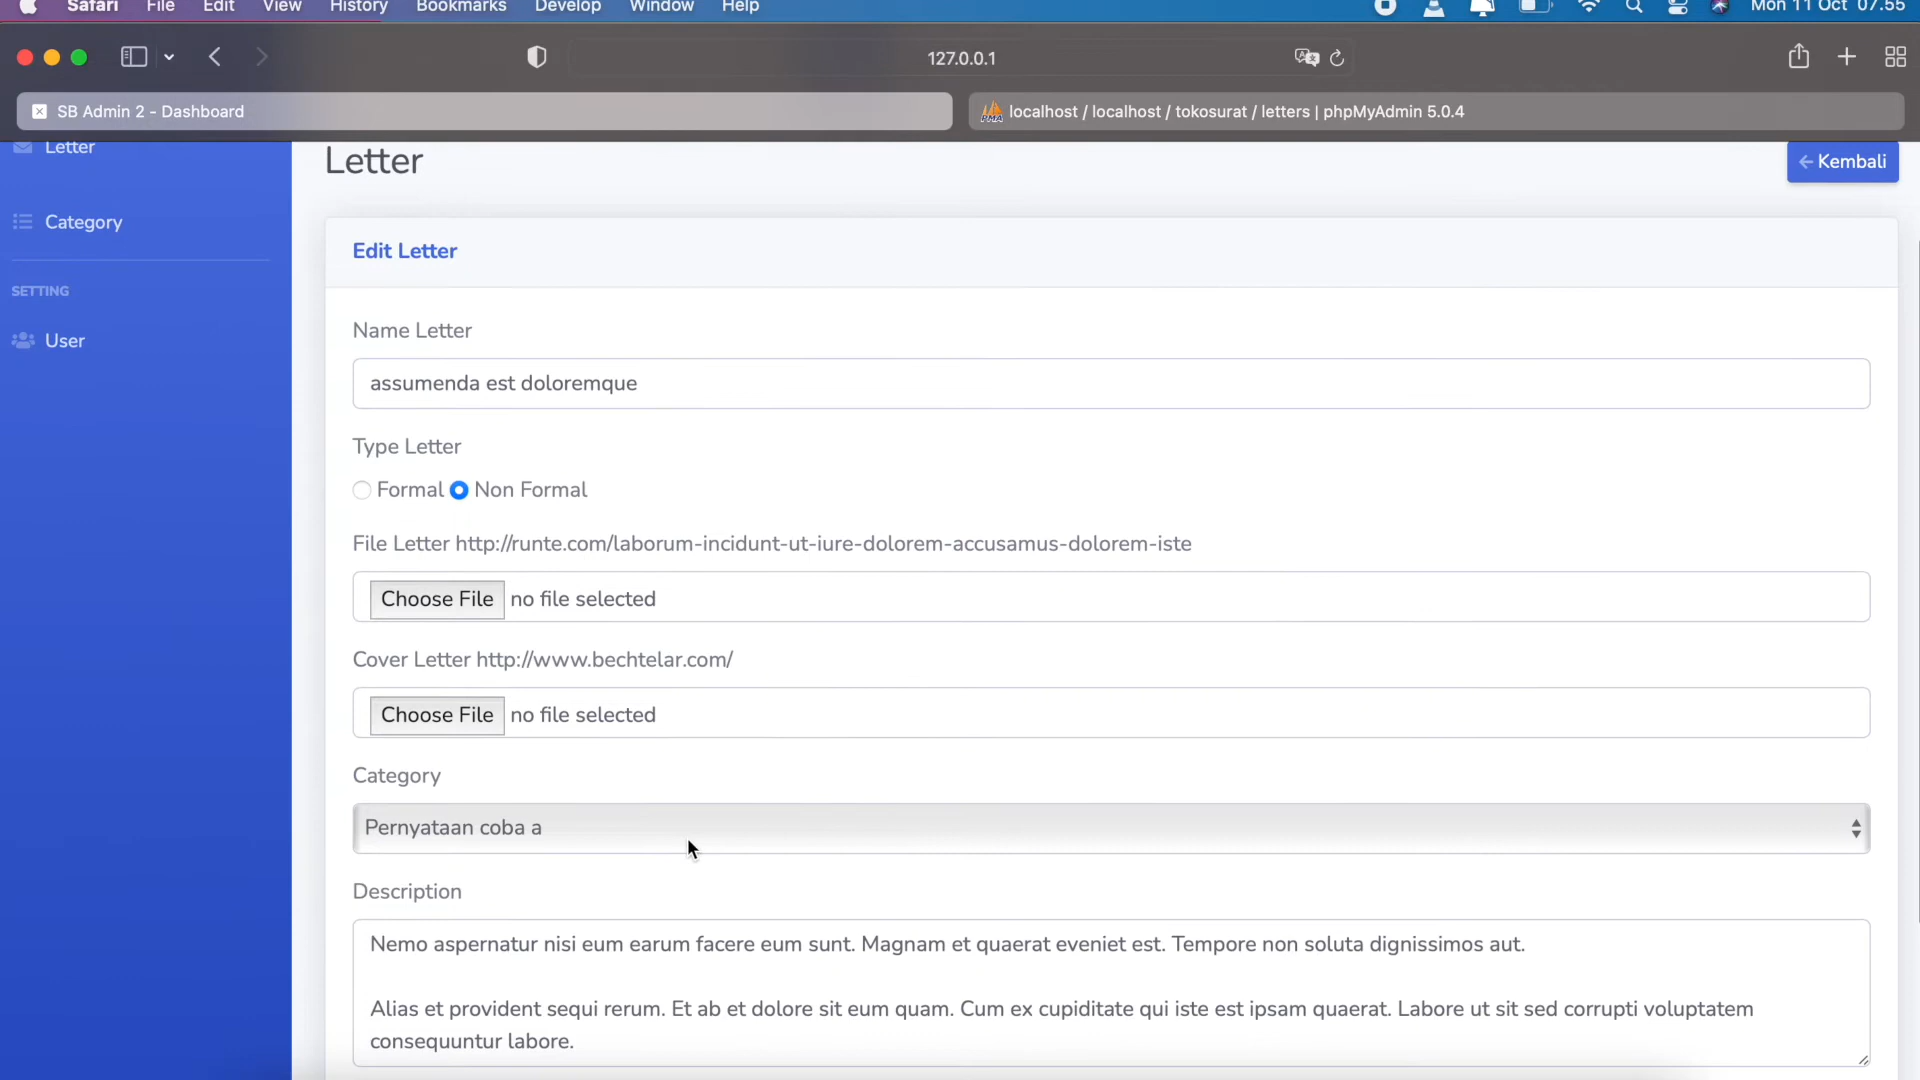 Safari File Edit View History Bookmarks Develop Window Help Mon 11 Oct 07.55
127.0.0.1
SB Admin 2 - Dashboard
localhost / localhost / tokosurat / letters | phpMyAdmin 5.0.4
Letter
Category
SETTING
User
Letter
← Kembali
Edit Letter
Name Letter
assumenda est doloremque
Type Letter
Formal Non Formal
File Letter http://runte.com/laborum-incidunt-ut-iure-dolorem-accusamus-dolorem-iste
Choose File no file selected
Cover Letter http://www.bechtelar.com/
Choose File no file selected
Category
Pernyataan coba a
Description
Nemo aspernatur nisi eum earum facere eum sunt. Magnam et quaerat eveniet est. Tempore non soluta dignissimos aut.
Alias et provident sequi rerum. Et ab et dolore sit eum quam. Cum ex cupiditate qui iste est ipsam quaerat. Labore ut sit sed corrupti voluptatem
consequuntur labore.